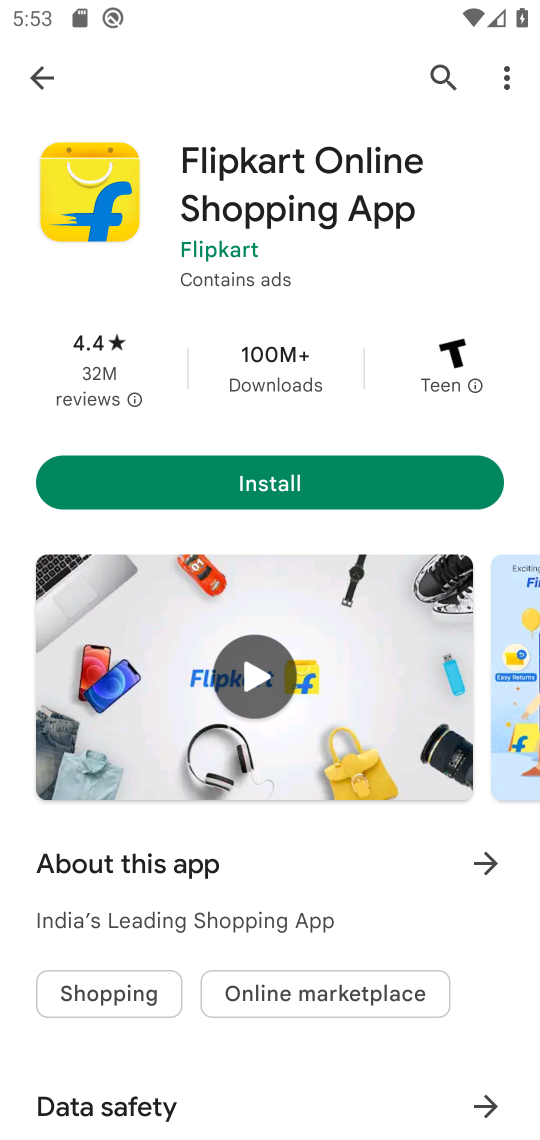 5:53
Flipkart Online
Shopping App
Flipkart
Contains ads
4.4★
32M
reviews
100M+
Downloads
Teen
Install
01
Flipkart
Exciting
Easy Returns
About this app
India's Leading Shopping App
Shopping
Online marketplace
Data safety